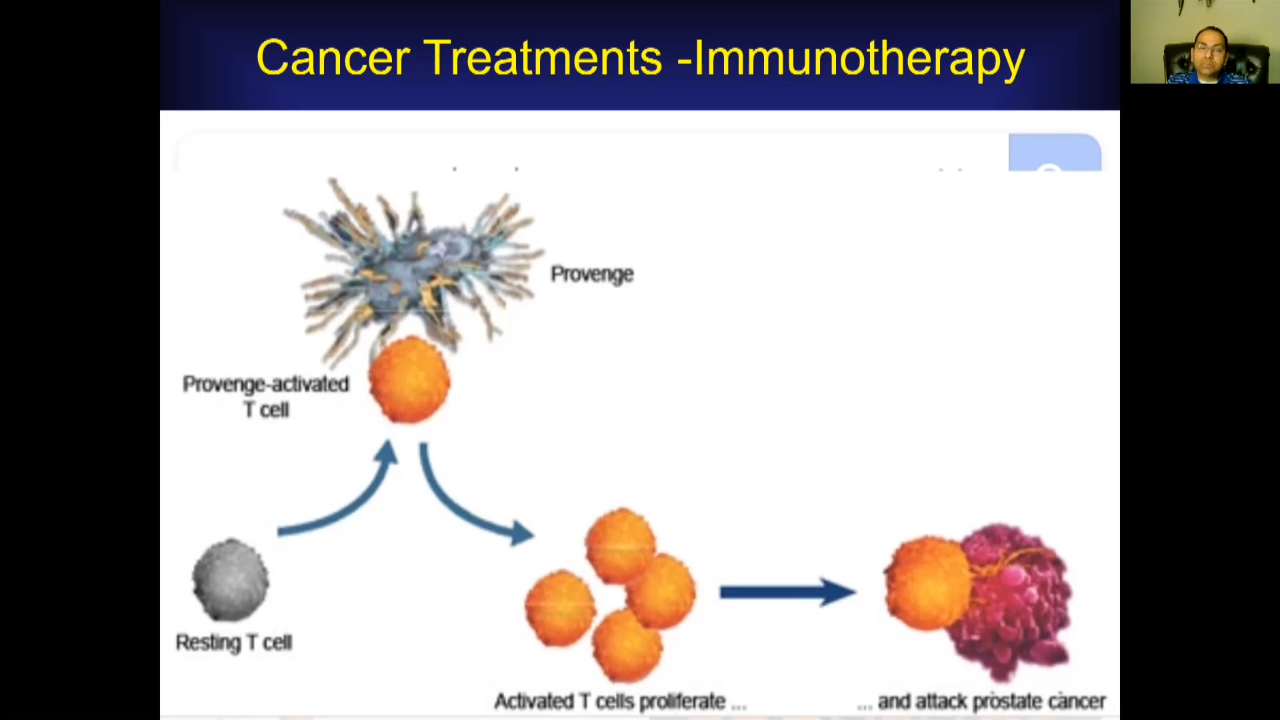 Cancer Treatments -Immunotherapy
Provenge
Provenge-activated
T cell
Resting T cell
Activated T cells proliferate ...
... and attack prostate cancer